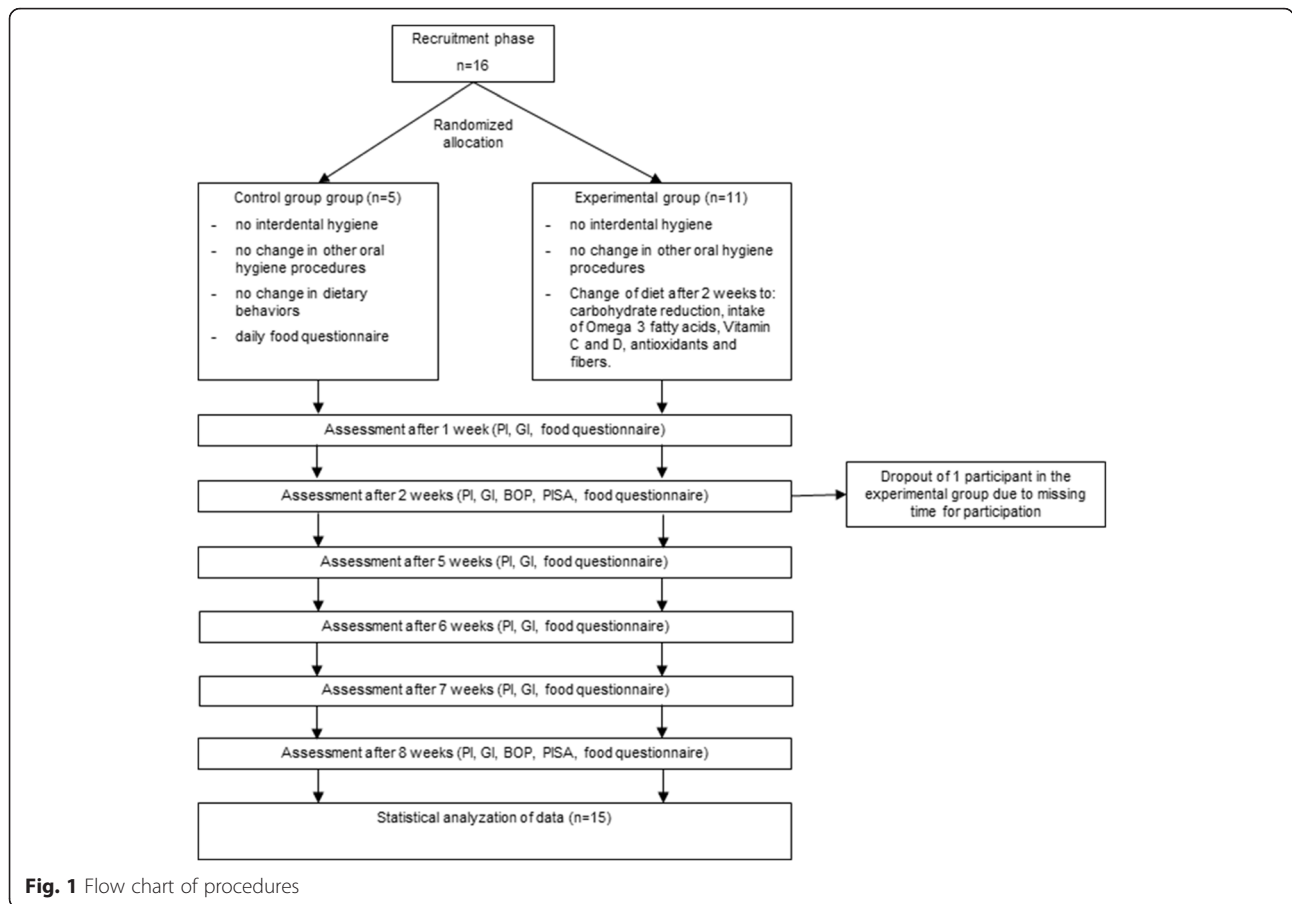 Recruitment phase
n=16
Randomized
allocation
Control group group (n=5)
- no interdental hygiene
- no change in other oral
hygiene procedures
- no change in dietary
behaviors
- daily food questionnaire
Experimental group (n=11)
- no interdental hygiene
- no change in other oral hygiene
procedures
- Change of diet after 2 weeks to:
carbohydrate reduction, intake
of Omega 3 fatty acids, Vitamin
C and D, antioxidants and
fibers.
Assessment after 1 week (PI, GI, food questionnaire)
Assessment after 2 weeks (PI, GI, BOP, PISA, food questionnaire)
Dropout of 1 participant in the
experimental group due to missing
time for participation
Assessment after 5 weeks (PI, GI, food questionnaire)
Assessment after 6 weeks (PI, GI, food questionnaire)
Assessment after 7 weeks (PI, GI, food questionnaire)
Assessment after 8 weeks (PI, GI, BOP, PISA, food questionnaire)
Statistical analyzation of data (n=15)
Fig. 1 Flow chart of procedures